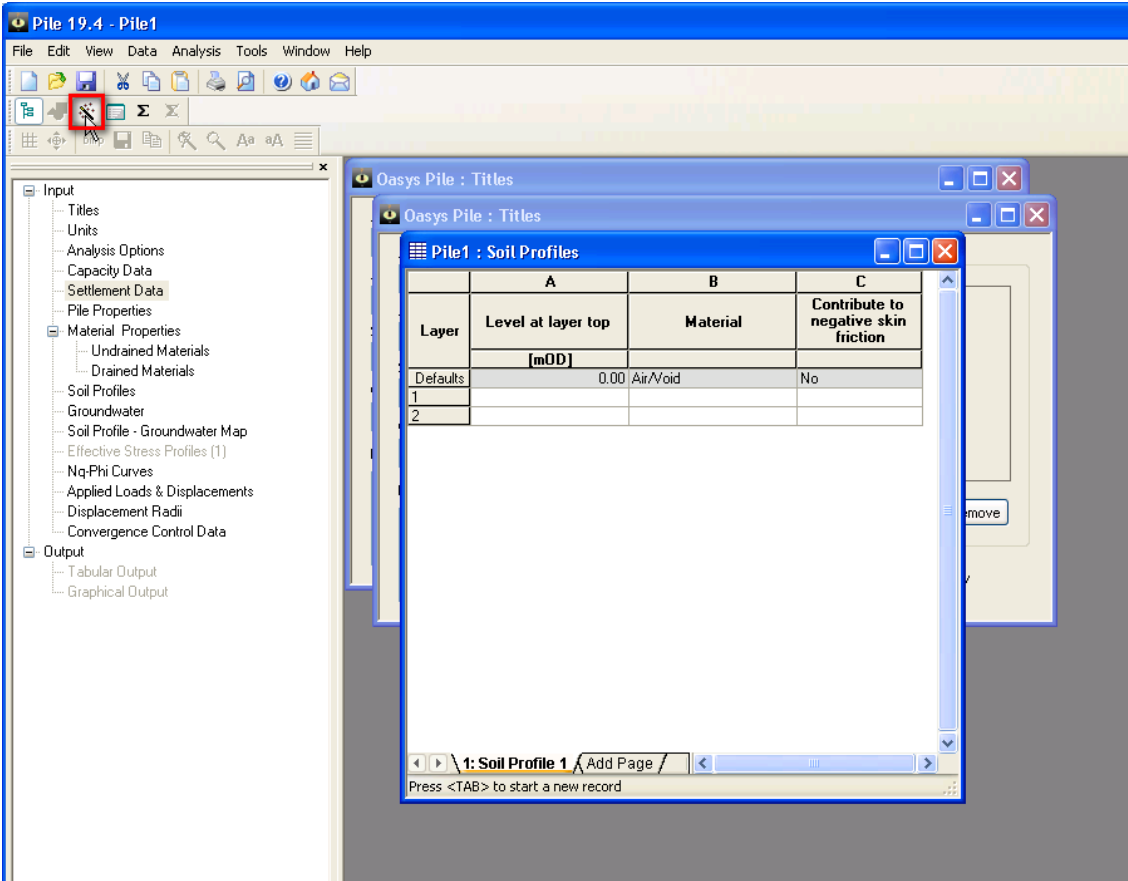 Pile 19.4 - Pile1
File Edit View Data Analysis Tools Window Help
Σ Σ
Aa aA
Input
Titles
Units
Analysis Options
Capacity Data
Settlement Data
Pile Properties
Material Properties
Undrained Materials
Drained Materials
Soil Profiles
Groundwater
Soil Profile - Groundwater Map
Effective Stress Profiles (1)
Nq-Phi Curves
Applied Loads & Displacements
Displacement Radii
Convergence Control Data
Output
Tabular Output
Graphical Output
Oasys Pile : Titles
Oasys Pile : Titles
Pile1 : Soil Profiles
A B C
Layer Level at layer top Material Contribute to
negative skin
friction
[mOD]
Defaults 0.00 Air/Void No
1
2
move
1: Soil Profile 1 Add Page
Press <TAB> to start a new record